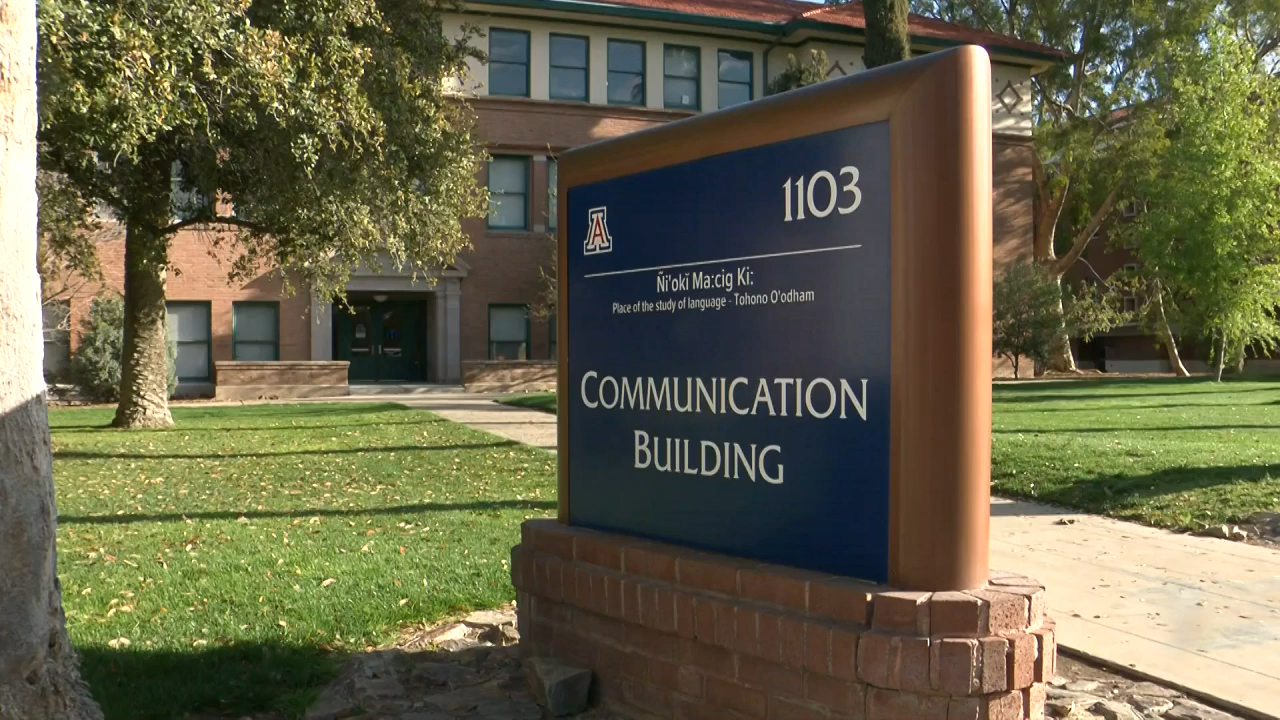 A
1103
Ñi'okĭ Ma:cig Ki:
Place of the study of language - Tohono O'odham
COMMUNICATION
BUILDING